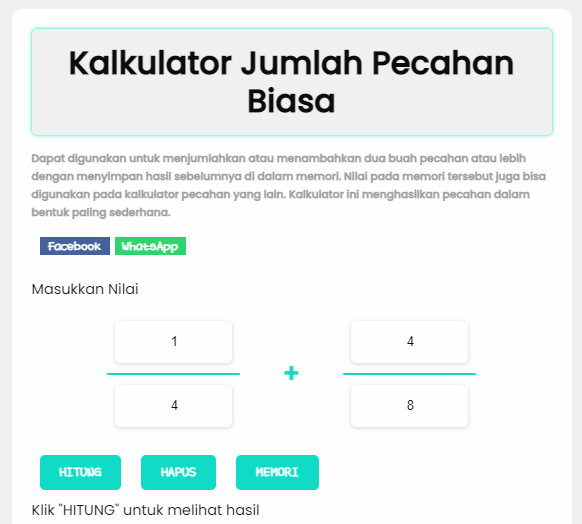 Kalkulator Jumlah Pecahan
Biasa
Dapat digunakan untuk menjumlahkan atau menambahkan dua buah pecahan atau lebih
dengan menyimpan hasil sebelumnya di dalam memori. Nilai pada memori tersebut juga bisa
digunakan pada kalkulator pecahan yang lain. Kalkulator ini menghasilkan pecahan dalam
bentuk paling sederhana.
Facebook WhatsApp
Masukkan Nilai
1 4
+
4 8
HITUNG HAPUS MEMORI
Klik "HITUNG" untuk melihat hasil